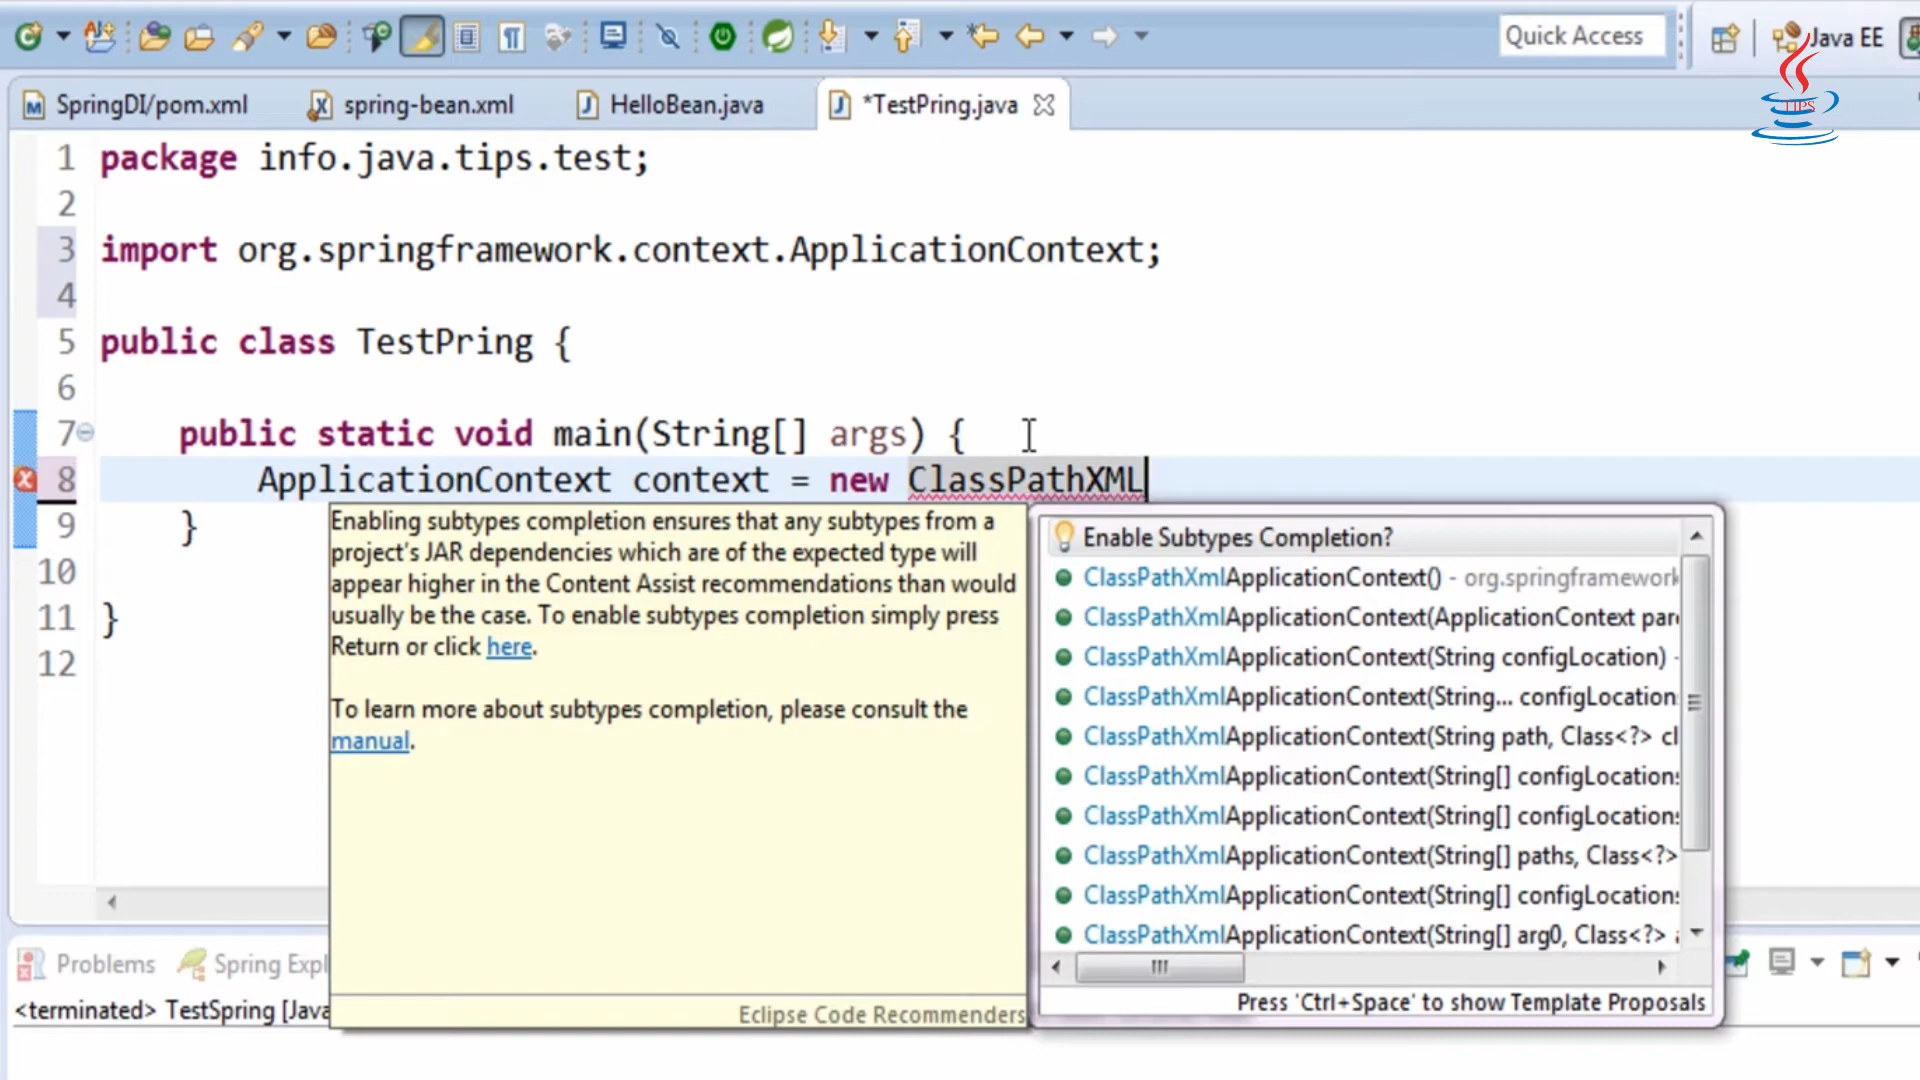 Quick Access
Java EE
TIPS
SpringDI/pom.xml
spring-bean.xml
HelloBean.java
*TestPring.java
1 package info.java.tips.test;
2
3 import org.springframework.context.ApplicationContext;
4
5 public class TestPring {
6
7 public static void main(String[] args) {
8 ApplicationContext context = new ClassPathXML
9 }
10
11 }
12
Enabling subtypes completion ensures that any subtypes from a
project's JAR dependencies which are of the expected type will
appear higher in the Content Assist recommendations than would
usually be the case. To enable subtypes completion simply press
Return or click here.
To learn more about subtypes completion, please consult the
manual.
Eclipse Code Recommenders
Enable Subtypes Completion?
ClassPathXmlApplicationContext() - org.springframework
ClassPathXmlApplicationContext(ApplicationContext par
ClassPathXmlApplicationContext(String configLocation) -
ClassPathXmlApplicationContext(String... configLocation
ClassPathXmlApplicationContext(String path, Class<?> cl
ClassPathXmlApplicationContext(String[] configLocation
ClassPathXmlApplicationContext(String[] configLocation
ClassPathXmlApplicationContext(String[] paths, Class<?>
ClassPathXmlApplicationContext(String[] configLocation
ClassPathXmlApplicationContext(String[] arg0, Class<?>
Press 'Ctrl+Space' to show Template Proposals
Problems
Spring Expl
<terminated> TestSpring [Java